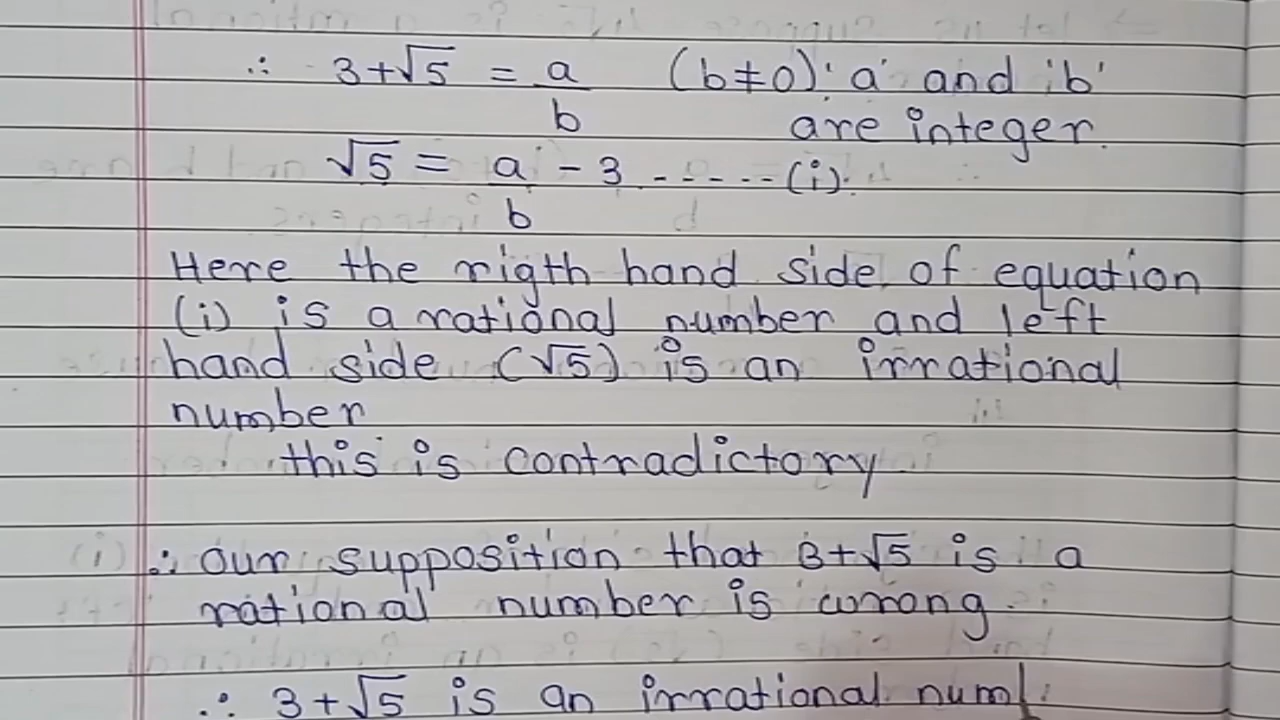 ∴ 3+√5 = a/b (b≠0) 'a' and 'b'
are integer.
√5 = a/b - 3 ------(i)
Here the rigth hand side of equation
(i) is a rational number and left
hand side (√5) is an irrational
number
this is contradictory
∴ our supposition that 3+√5 is a
rational number is wrong.
∴ 3+√5 is an irrational